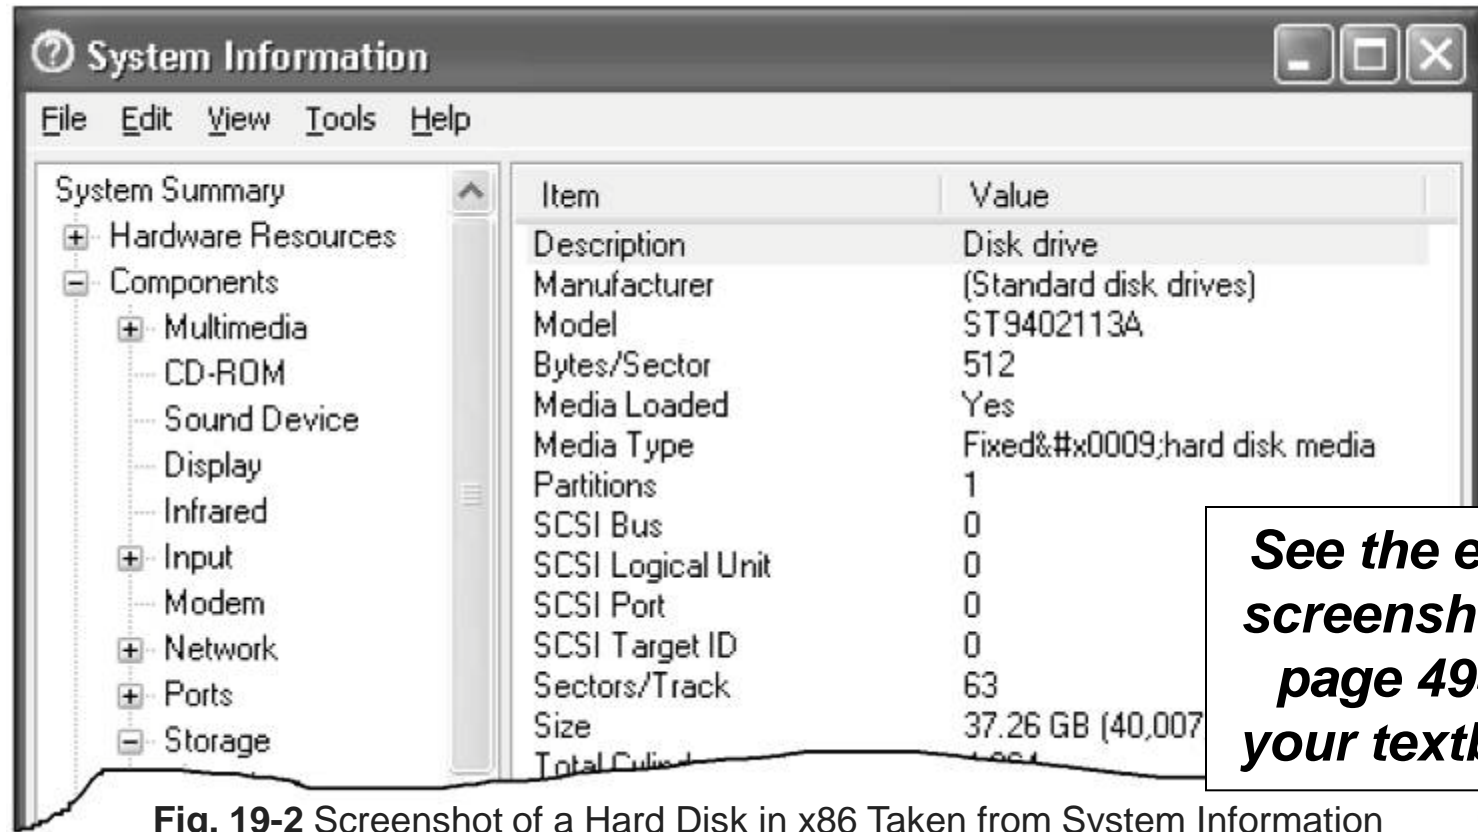 System Information
File Edit View Tools Help
System Summary
Hardware Resources
Components
Multimedia
CD-ROM
Sound Device
Display
Infrared
Input
Modem
Network
Ports
Storage
Item Value
Description Disk drive
Manufacturer (Standard disk drives)
Model ST9402113A
Bytes/Sector 512
Media Loaded Yes
Media Type Fixed&#x0009;hard disk media
Partitions 1
SCSI Bus 0
SCSI Logical Unit 0
SCSI Port 0
SCSI Target ID 0
Sectors/Track 63
Size 37.26 GB (40,007
Total
See the e
screensh
page 49
your textb
Fig. 19-2 Screenshot of a Hard Disk in x86 Taken from System Information